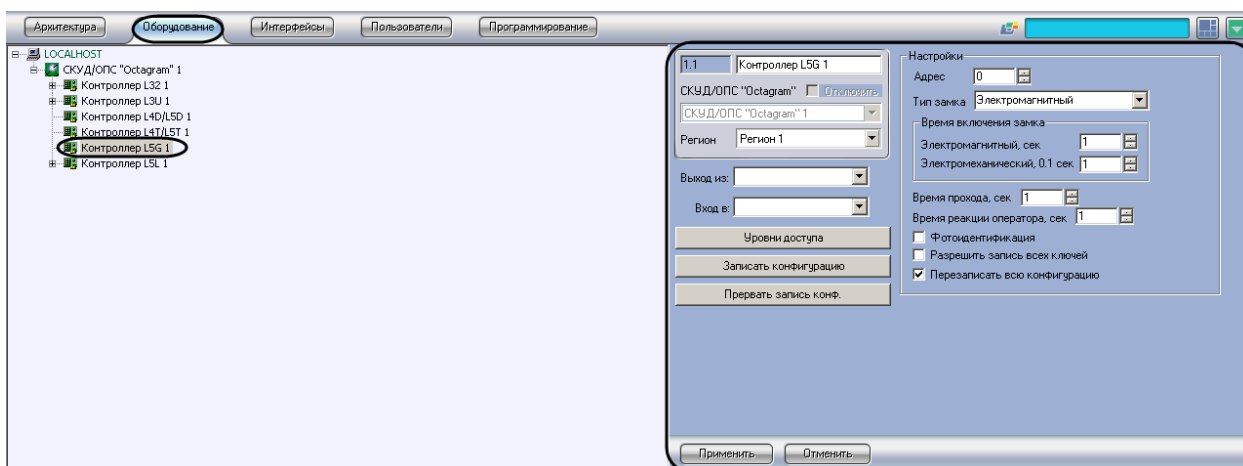 Архитектура Оборудование Интерфейсы Пользователи Программирование
LOCALHOST
СКУД/ОПС "Octagram" 1
Контроллер L32 1
Контроллер L3U 1
Контроллер L4D/L5D 1
Контроллер L4T/L5T 1
Контроллер L5G 1
Контроллер L5L 1
1.1 Контроллер L5G 1
СКУД/ОПС "Octagram" Отключить
СКУД/ОПС "Octagram" 1
Регион Регион 1
Выход из:
Вход в:
Уровни доступа
Записать конфигурацию
Прервать запись конф.
Настройки
Адрес 0
Тип замка Электромагнитный
Время включения замка
Электромагнитный, сек 1
Электромеханический, 0.1 сек 1
Время прохода, сек 1
Время реакции оператора, сек 1
Фотоидентификация
Разрешить запись всех ключей
Перезаписать всю конфигурацию
Применить Отменить